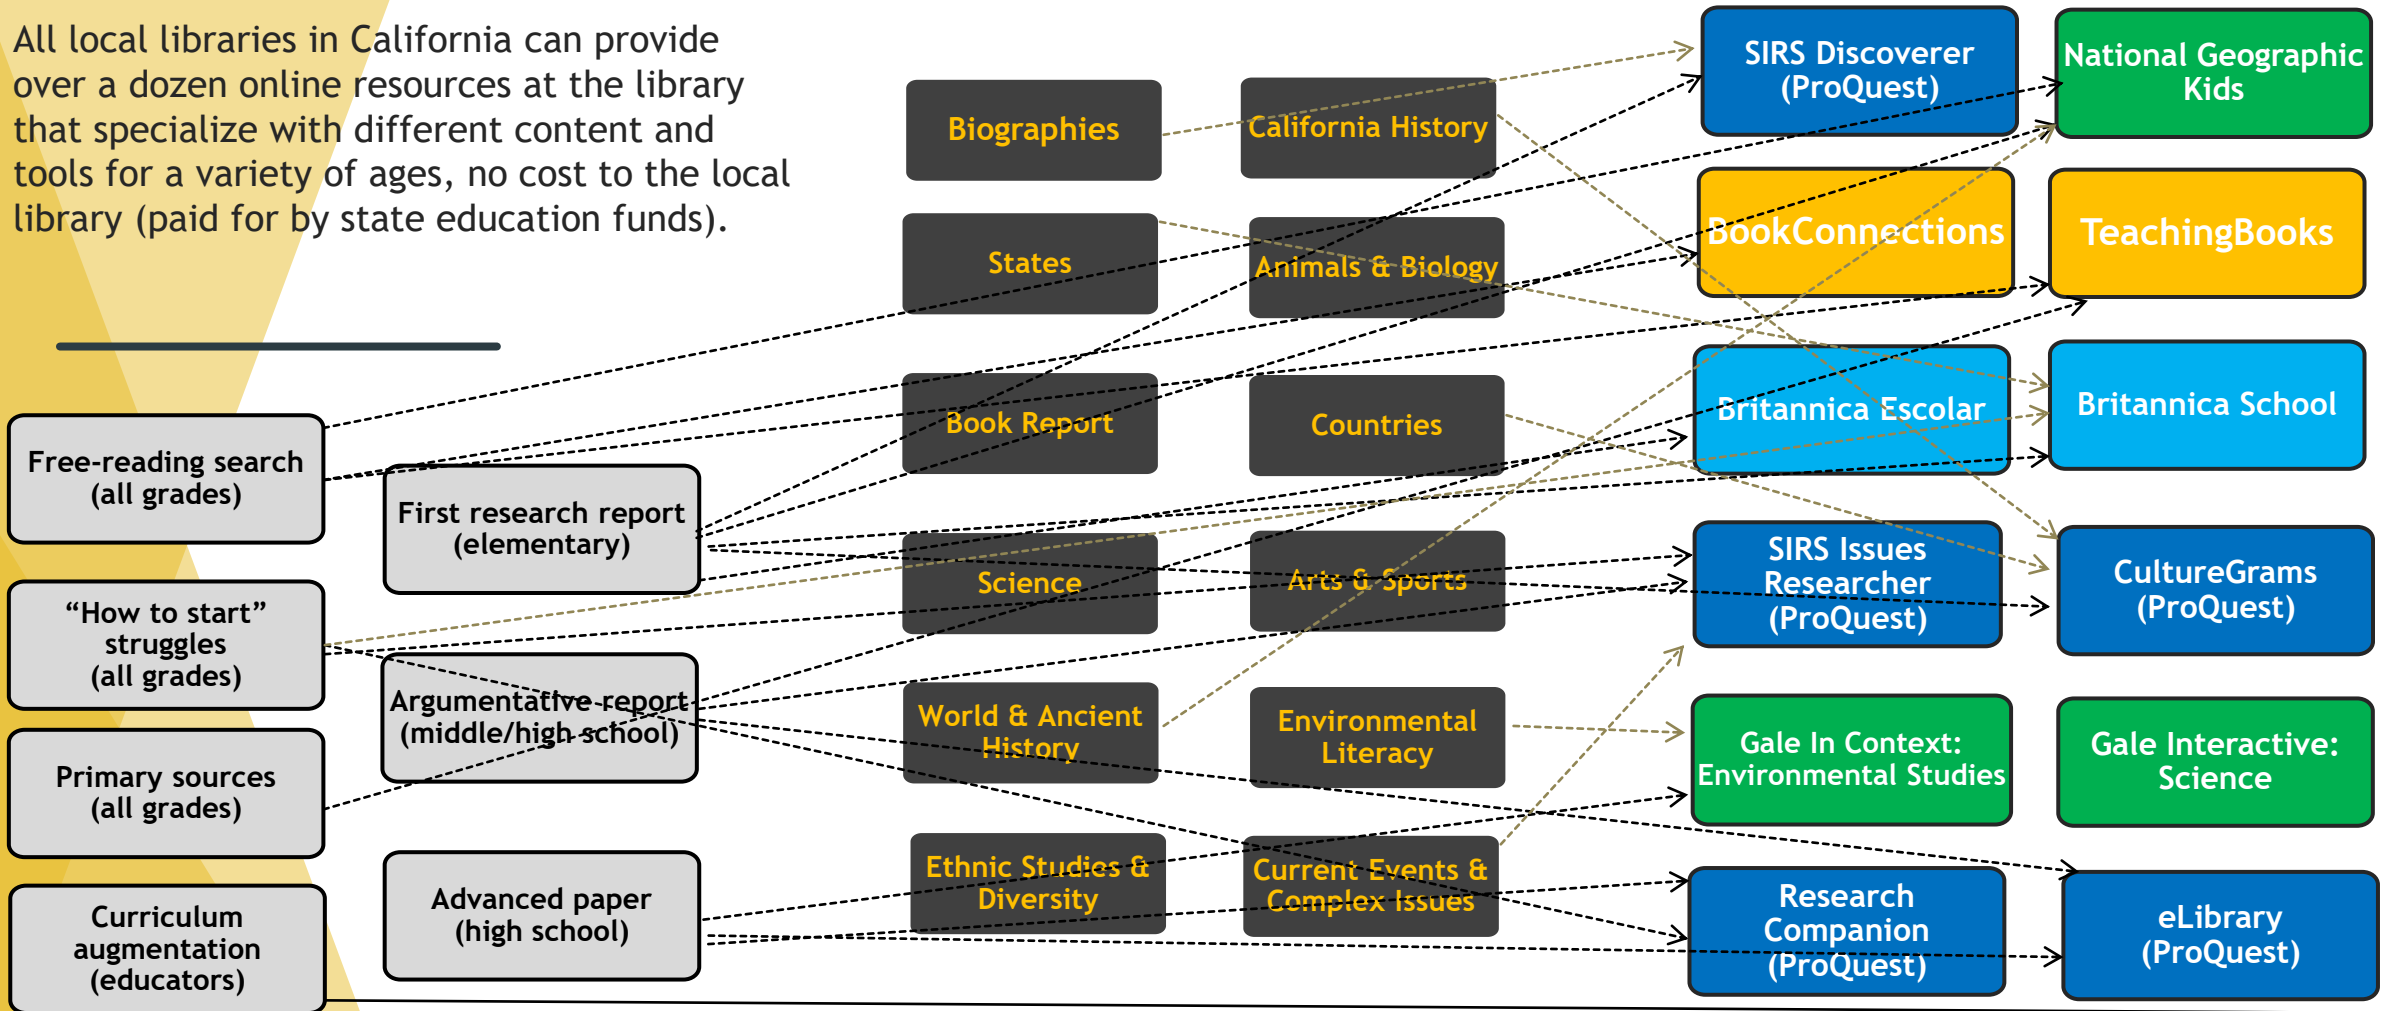 All local libraries in California can provide
over a dozen online resources at the library
that specialize with different content and
tools for a variety of ages, no cost to the local
library (paid for by state education funds).
Free-reading search
(all grades)
“How to start”
struggles
(all grades)
Primary sources
(all grades)
Curriculum
augmentation
(educators)
First research report
(elementary)
Argumentative report
(middle/high school)
Advanced paper
(high school)
Biographies
States
Book Report
Science
World & Ancient
History
Ethnic Studies &
Diversity
California History
Animals & Biology
Countries
Arts & Sports
Environmental
Literacy
Current Events &
Complex Issues
SIRS Discoverer
(ProQuest)
BookConnections
Britannica Escolar
SIRS Issues
Researcher
(ProQuest)
Gale In Context:
Environmental Studies
Research
Companion
(ProQuest)
National Geographic
Kids
TeachingBooks
Britannica School
CultureGrams
(ProQuest)
Gale Interactive:
Science
eLibrary
(ProQuest)